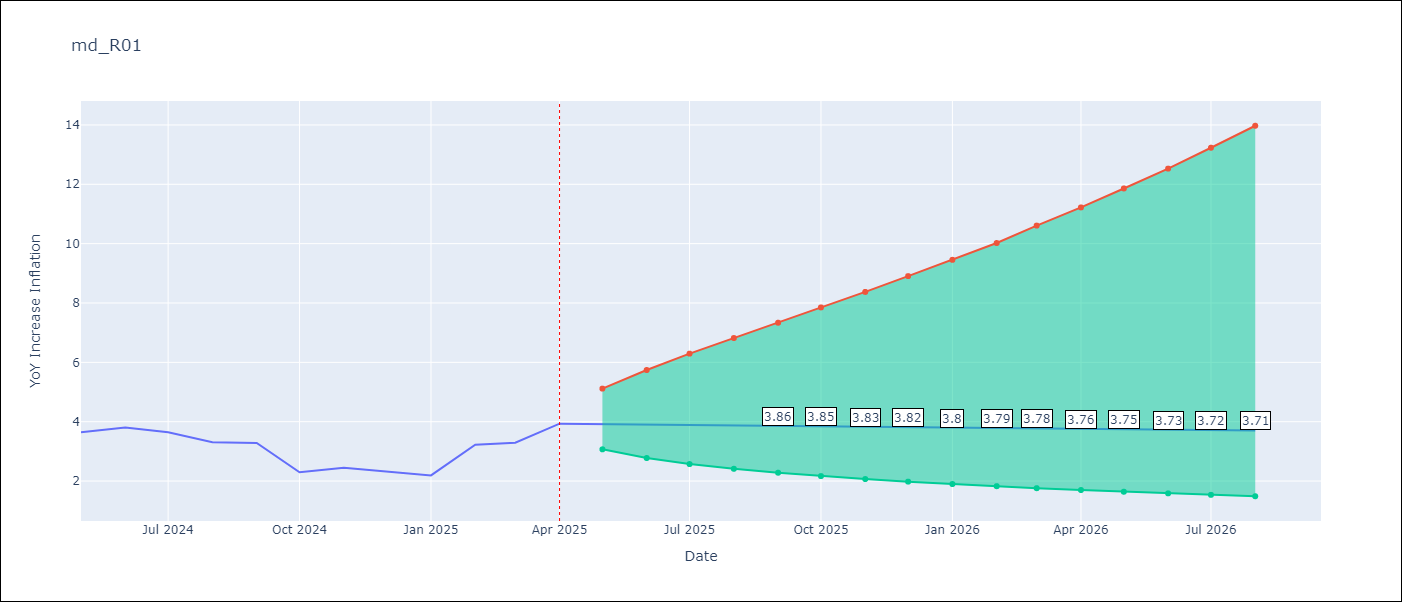 md_R01
YoY Increase Inflation
14
12
10
8
6
4
2
3.86
3.85
3.83
3.82
3.8
3.79
3.78
3.76
3.75
3.73
3.72
3.71
Jul 2024
Oct 2024
Jan 2025
Apr 2025
Jul 2025
Oct 2025
Jan 2026
Apr 2026
Jul 2026
Date